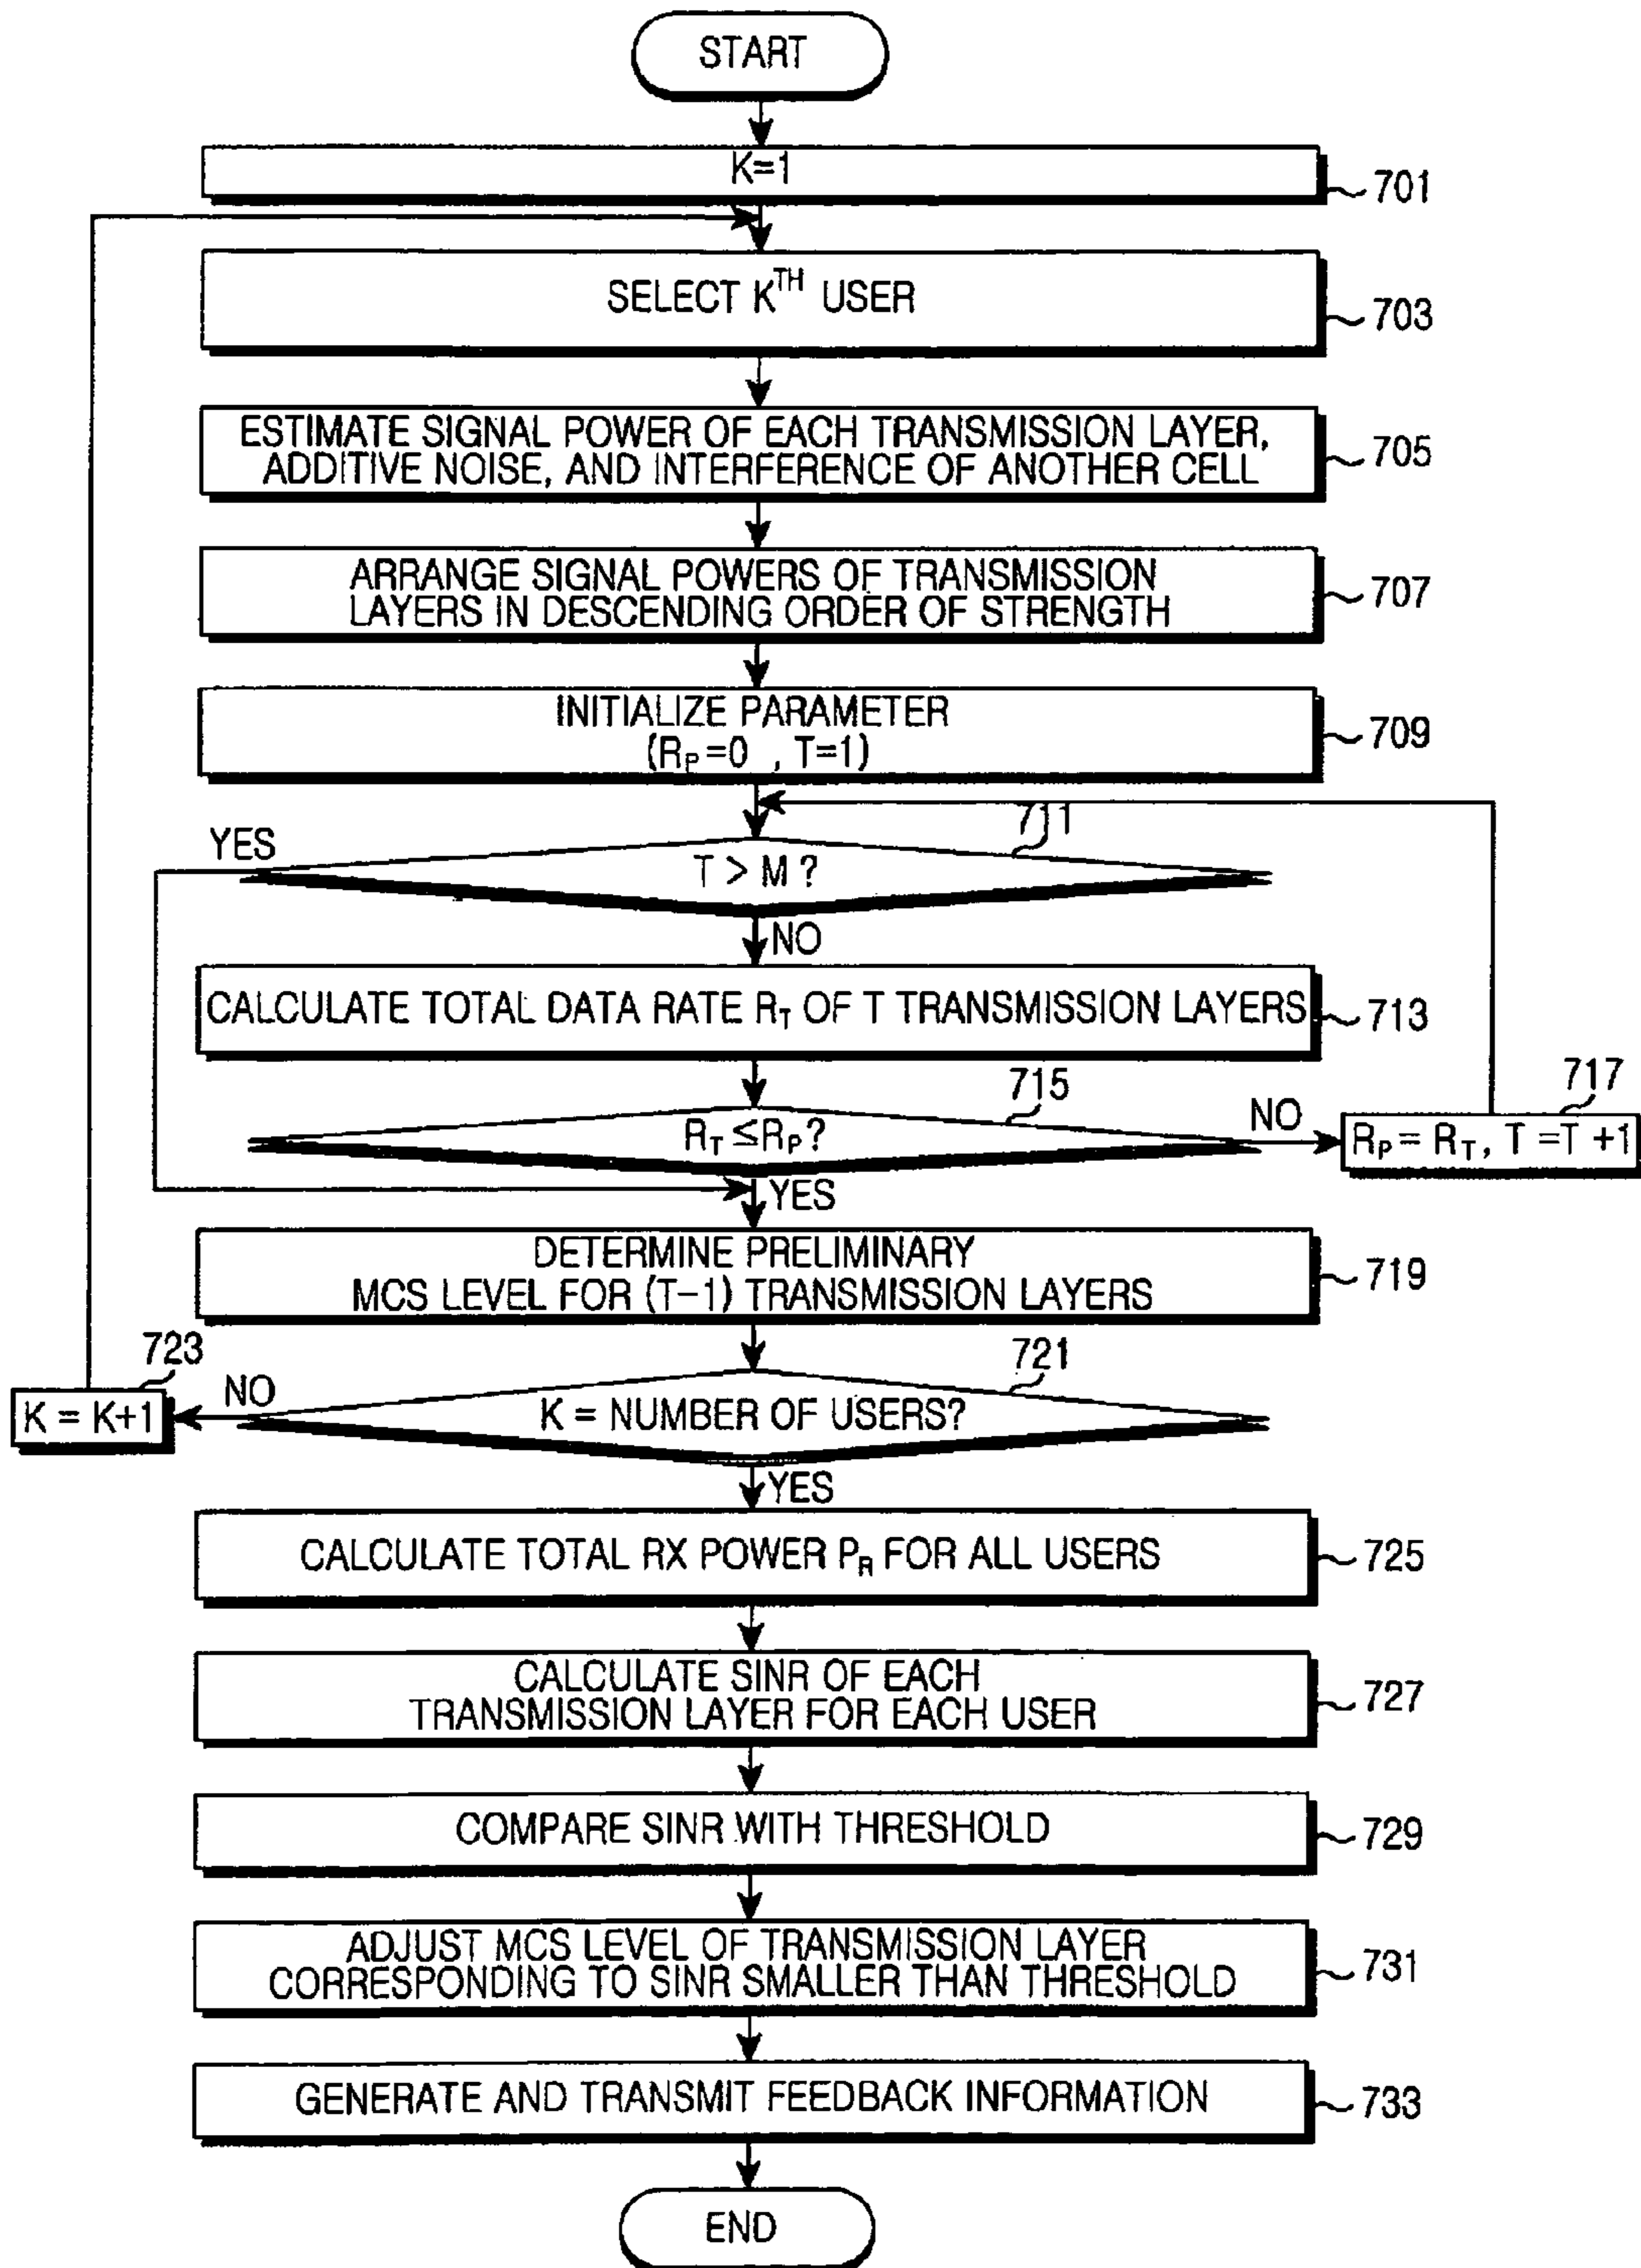 START
K=1
701
SELECT K^TH USER
703
ESTIMATE SIGNAL POWER OF EACH TRANSMISSION LAYER,
ADDITIVE NOISE, AND INTERFERENCE OF ANOTHER CELL
705
ARRANGE SIGNAL POWERS OF TRANSMISSION
LAYERS IN DESCENDING ORDER OF STRENGTH
707
INITIALIZE PARAMETER
(R_P=0 , T=1)
709
711
YES
T > M ?
NO
CALCULATE TOTAL DATA RATE R_T OF T TRANSMISSION LAYERS
713
715
717
R_T ≤R_P?
NO
R_P = R_T, T =T +1
YES
DETERMINE PRELIMINARY
MCS LEVEL FOR (T-1) TRANSMISSION LAYERS
719
723
721
NO
K = K+1
K = NUMBER OF USERS?
YES
CALCULATE TOTAL RX POWER P_R FOR ALL USERS
725
CALCULATE SINR OF EACH
TRANSMISSION LAYER FOR EACH USER
727
COMPARE SINR WITH THRESHOLD
729
ADJUST MCS LEVEL OF TRANSMISSION LAYER
CORRESPONDING TO SINR SMALLER THAN THRESHOLD
731
GENERATE AND TRANSMIT FEEDBACK INFORMATION
733
END